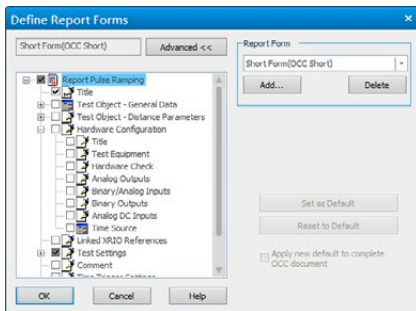 Define Report Forms
Short Form(OCC Short)
Advanced <<
Report Pulse Ramping
Title
Test Object - General Data
Test Object - Distance Parameters
Hardware Configuration
Title
Test Equipment
Hardware Check
Analog Outputs
Binary/Analog Inputs
Binary Outputs
Analog DC Inputs
Time Source
Linked XRIO References
Test Settings
Comment
Time Trigger Settings
OK
Cancel
Help
Report Form
Short Form(OCC Short)
Add...
Delete
Set as Default
Reset to Default
Apply new default to complete
OCC document